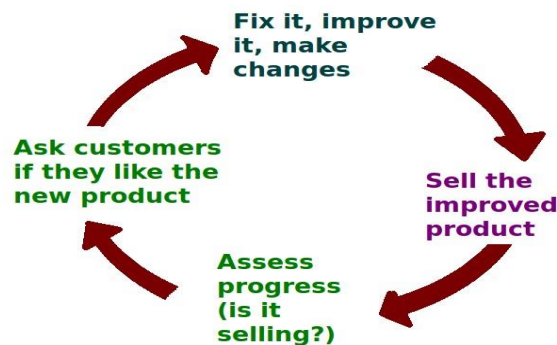 Fix it, improve
it, make
changes
Sell the
improved
product
Assess
progress
(is it
selling?)
Ask customers
if they like the
new product